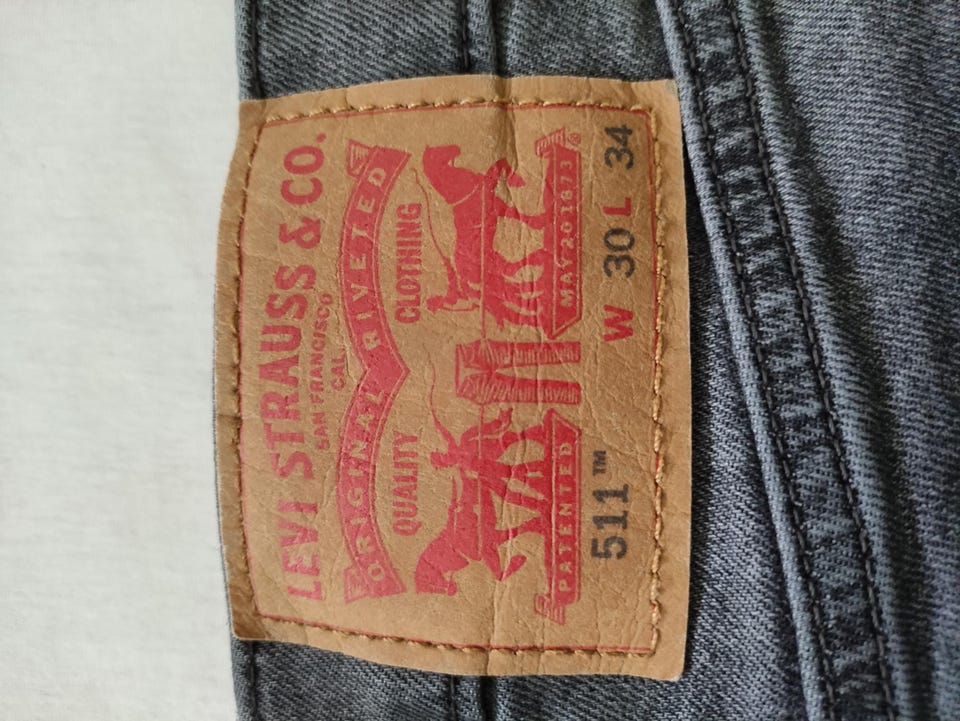 LEVI STRAUSS & CO.
SAN FRANCISCO
CAL.
ORIGINAL RIVETED
QUALITY CLOTHING
PATENTED MAY 20 1873 ®
511™ W 30 L 34